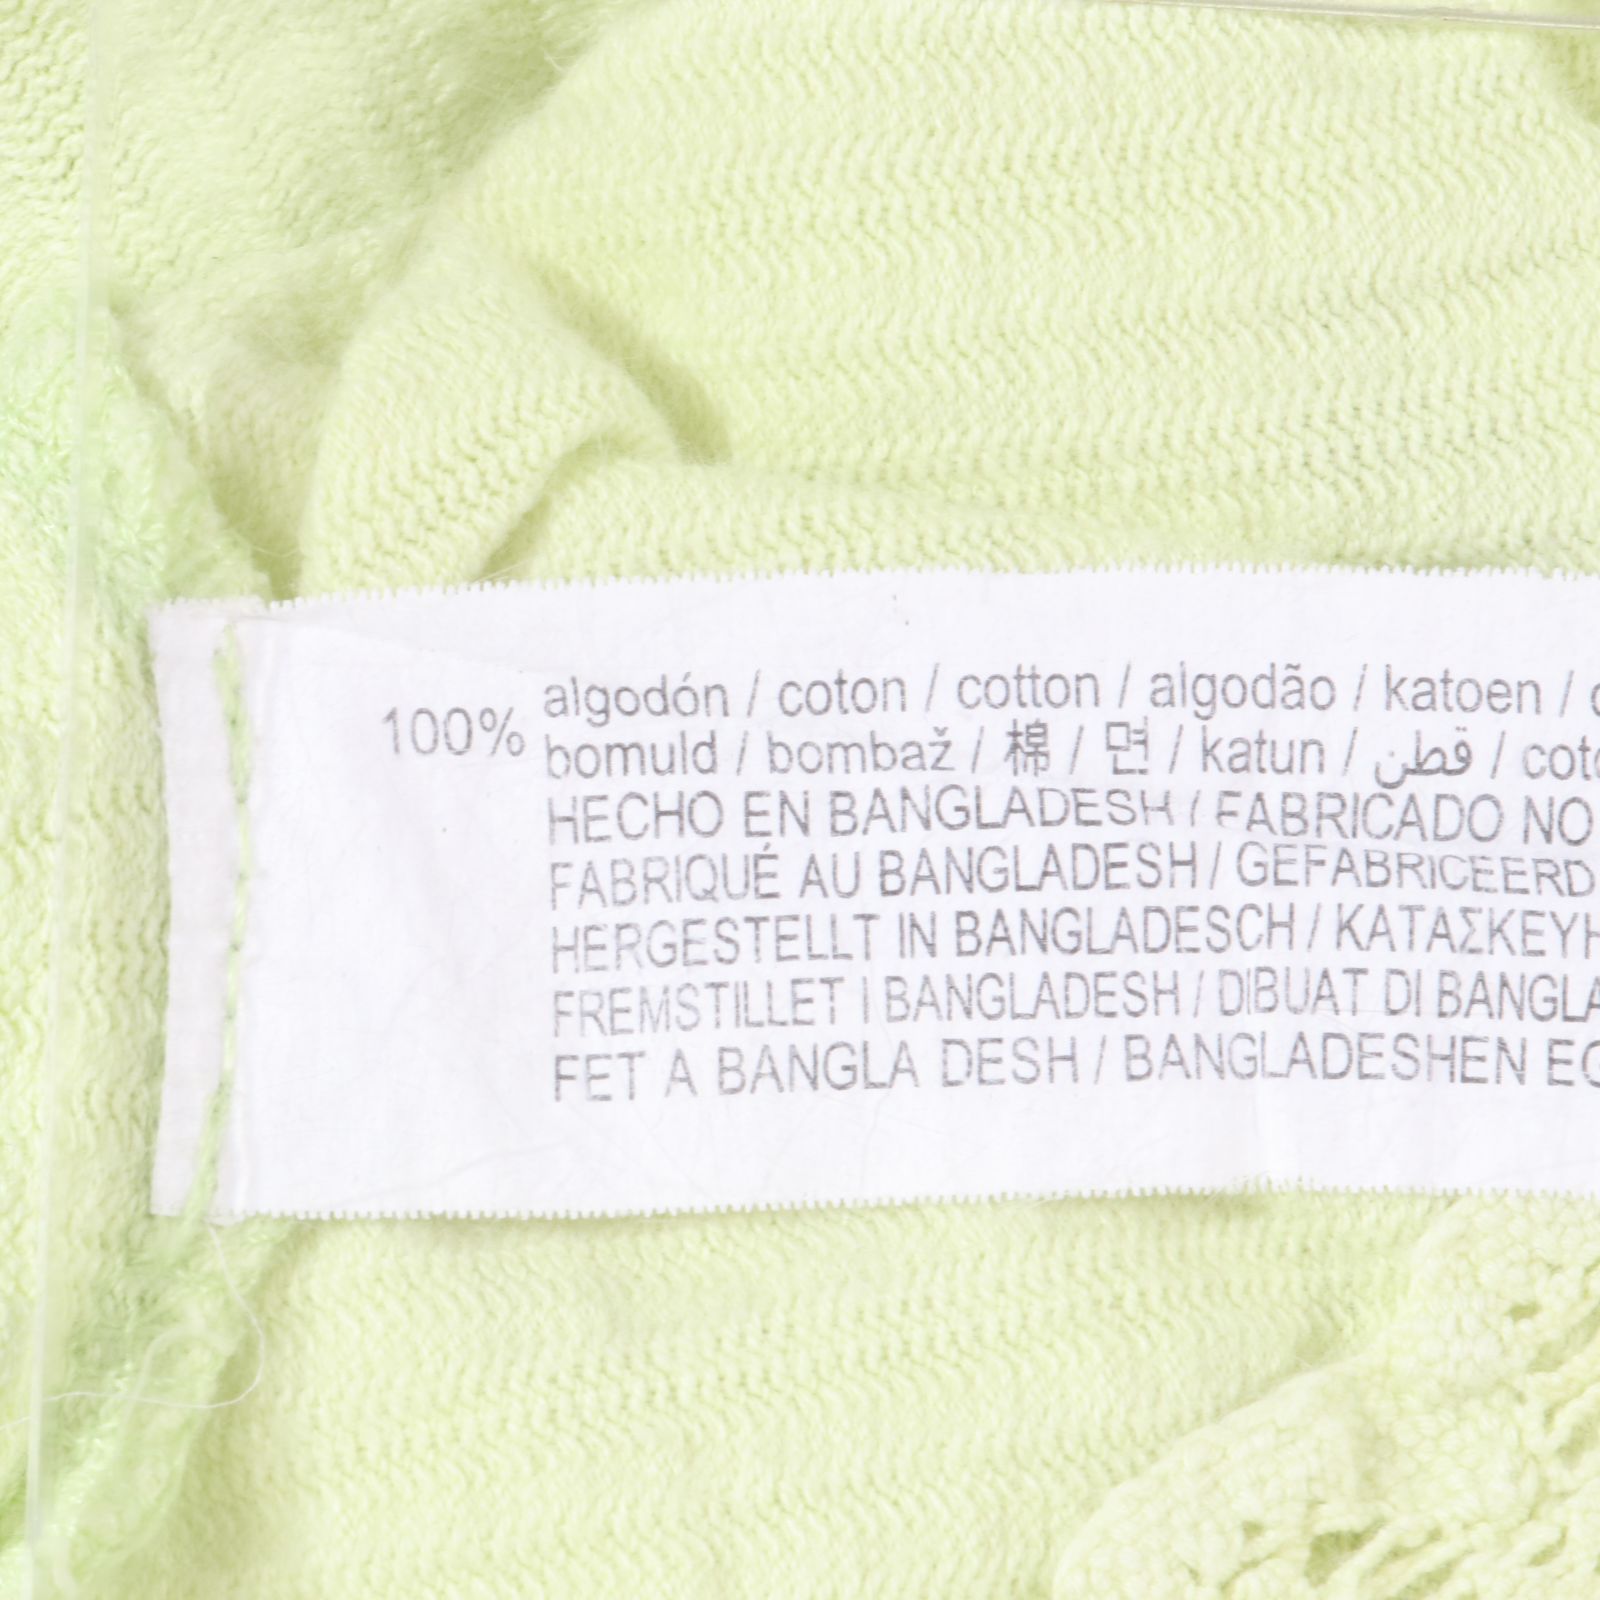 100% algodón / coton / cotton / algodão / katoen /
bomuld / bombaž / 棉 / 면 / katun / قطن /
HECHO EN BANGLADESH / FABRICADO NO
FABRIQUÉ AU BANGLADESH / GEFABRICEERD
HERGESTELLT IN BANGLADESCH / ΚΑΤΑΣΚΕΥΗ
FREMSTILLET I BANGLADESH / DIBUAT DI BANGLA
FET A BANGLA DESH / BANGLADESHEN EG